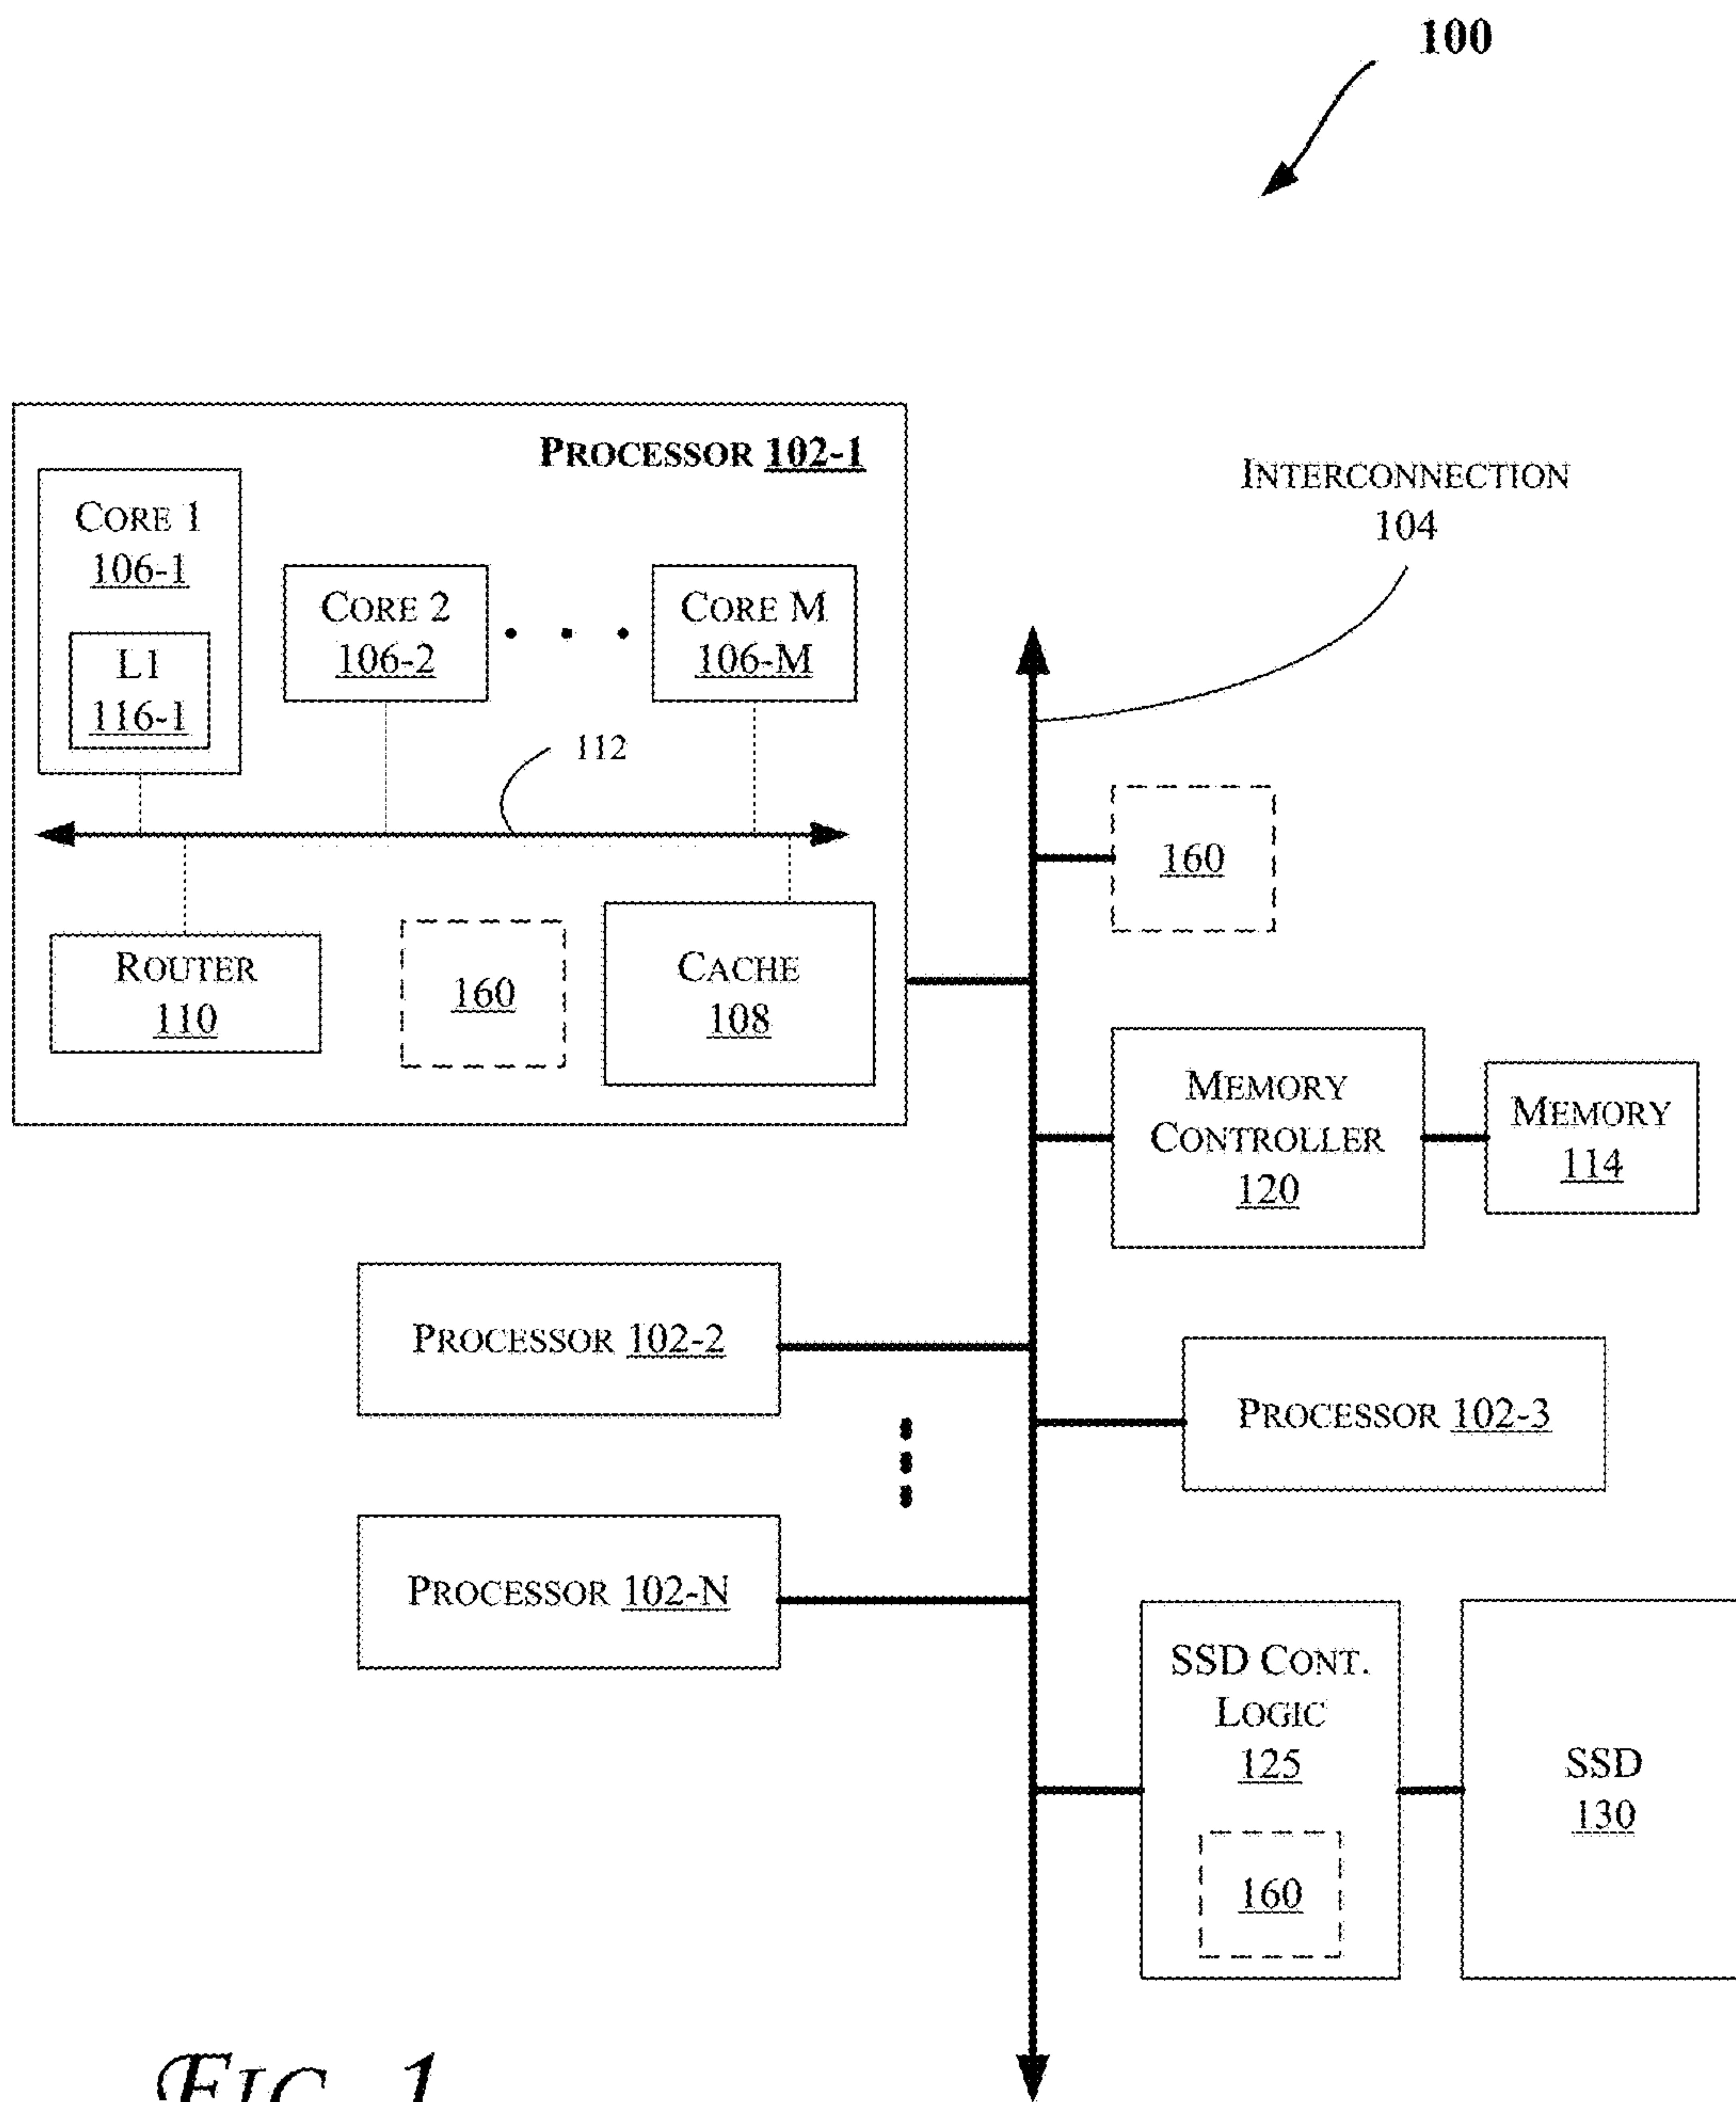 100
PROCESSOR 102-1
CORE 1
106-1
L1
116-1
CORE 2
106-2
CORE M
106-M
112
ROUTER
110
160
CACHE
108
INTERCONNECTION
104
160
MEMORY
CONTROLLER
120
MEMORY
114
PROCESSOR 102-2
PROCESSOR 102-3
PROCESSOR 102-N
SSD CONT.
LOGIC
125
160
SSD
130
FIG. 1